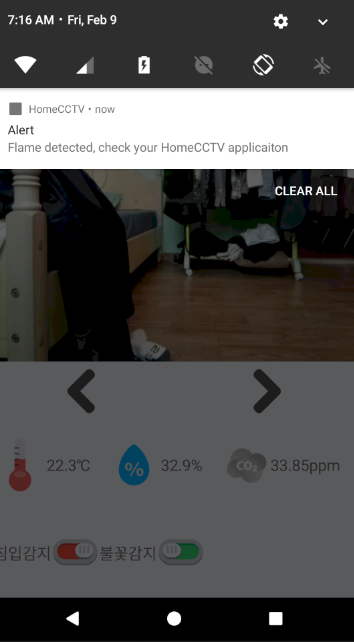 7:16 AM • Fri, Feb 9
HomeCCTV • now
Alert
Flame detected, check your HomeCCTV applicaiton
CLEAR ALL
22.3℃ % 32.9% CO₂ 33.85ppm
침입감지 불꽃감지